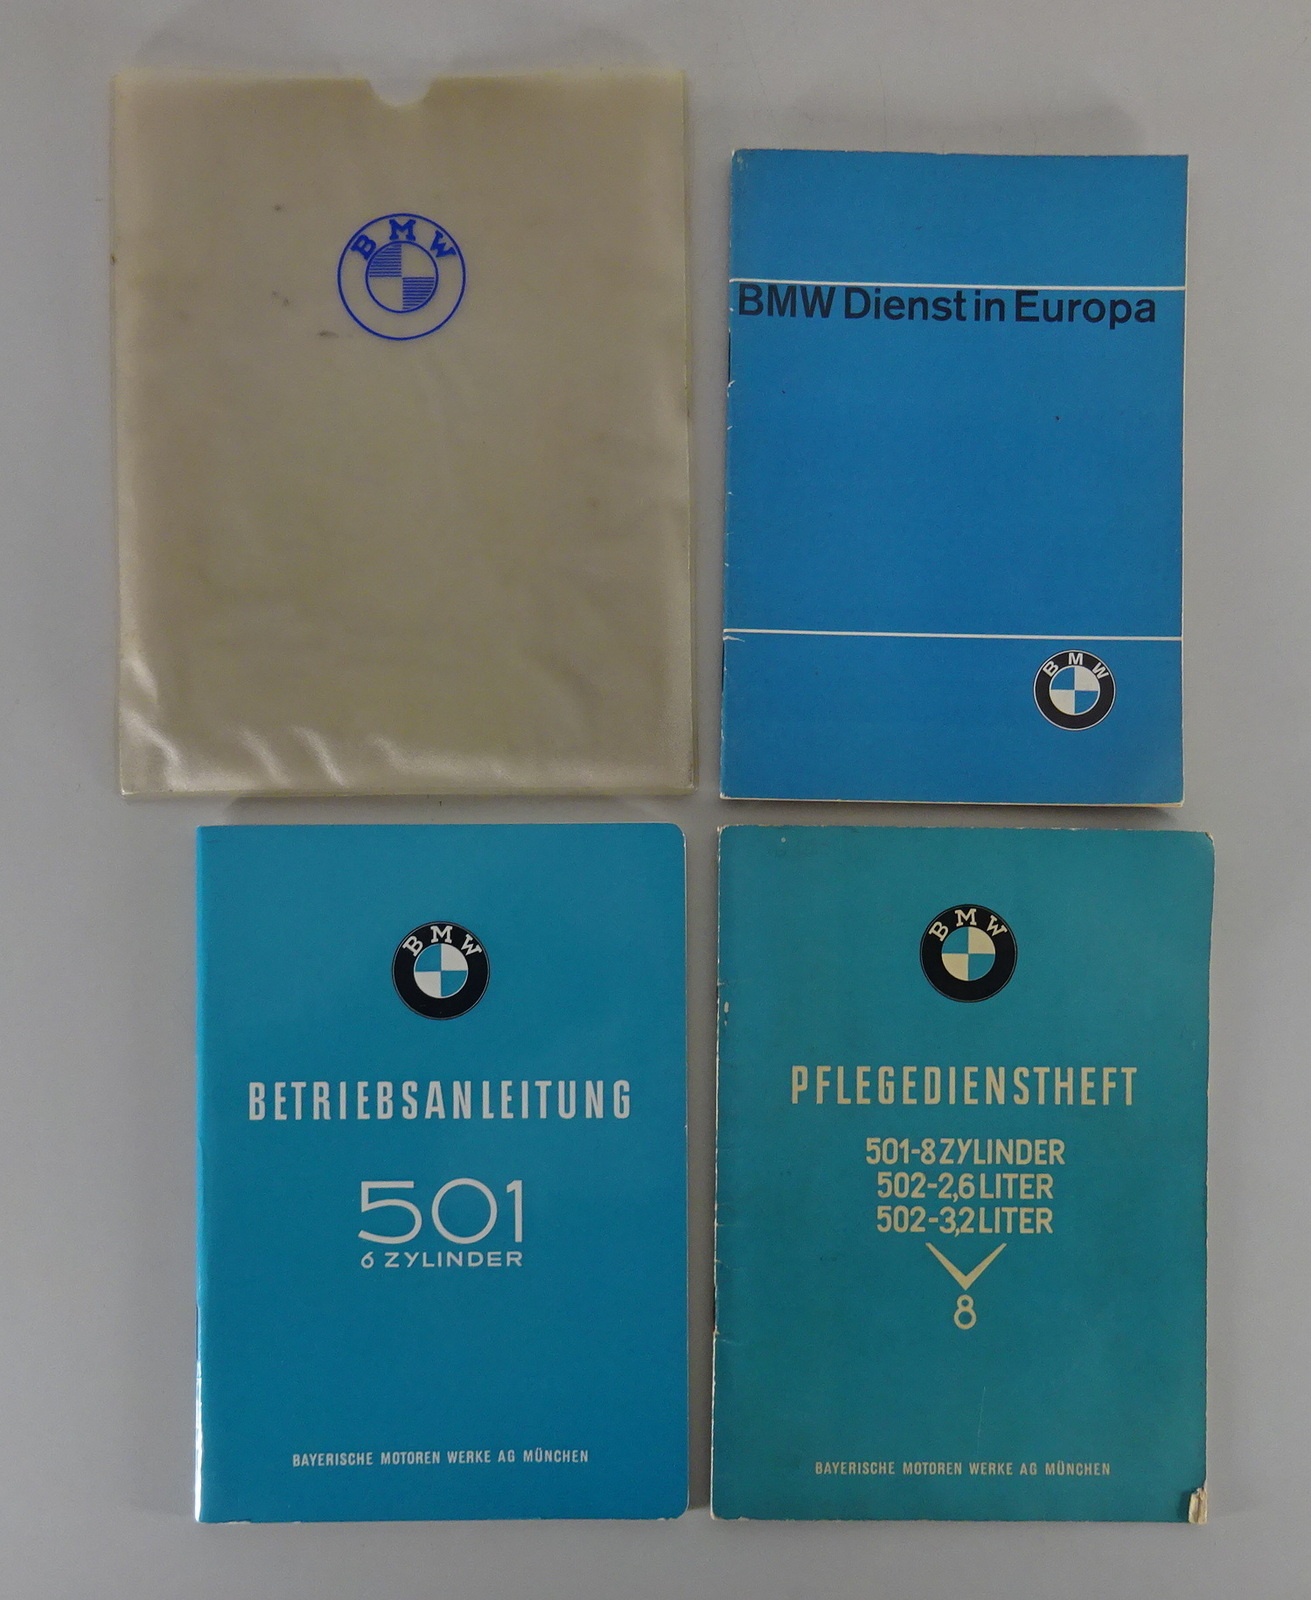 BMW
BMW Dienst in Europa
BMW
BMW
BETRIEBSANLEITUNG
501
6 ZYLINDER
BAYERISCHE MOTOREN WERKE AG MÜNCHEN
BMW
PFLEGEDIENSTHEFT
501-8 ZYLINDER
502-2,6 LITER
502-3,2 LITER
V
8
BAYERISCHE MOTOREN WERKE AG MÜNCHEN